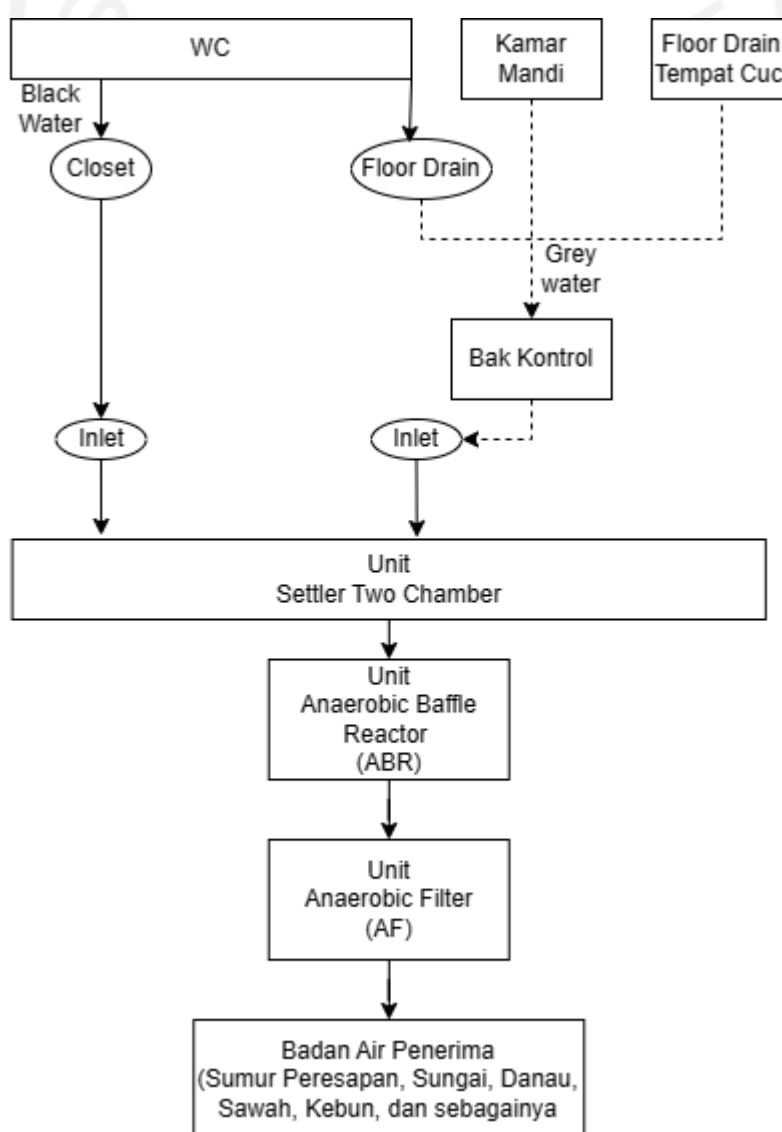 WC
Kamar
Mandi
Floor Drain
Tempat Cuc
Black
Water
Closet
Floor Drain
Grey
water
Bak Kontrol
Inlet
Inlet
Unit
Settler Two Chamber
Unit
Anaerobic Baffle
Reactor
(ABR)
Unit
Anaerobic Filter
(AF)
Badan Air Penerima
(Sumur Peresapan, Sungai, Danau,
Sawah, Kebun, dan sebagainya